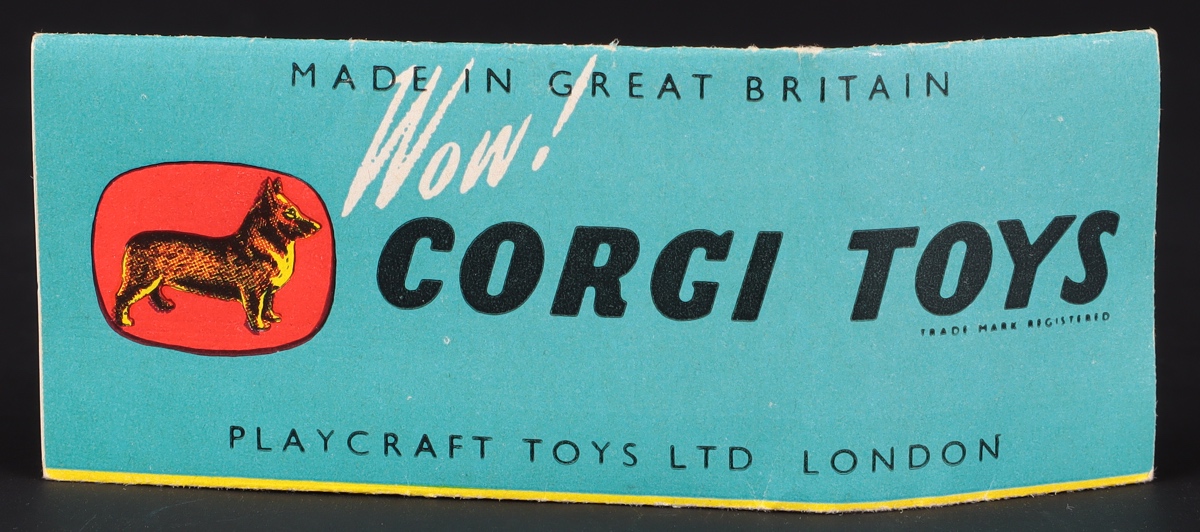 MADE IN GREAT BRITAIN
Wow!
CORGI TOYS
TRADE MARK REGISTERED
PLAYCRAFT TOYS LTD LONDON